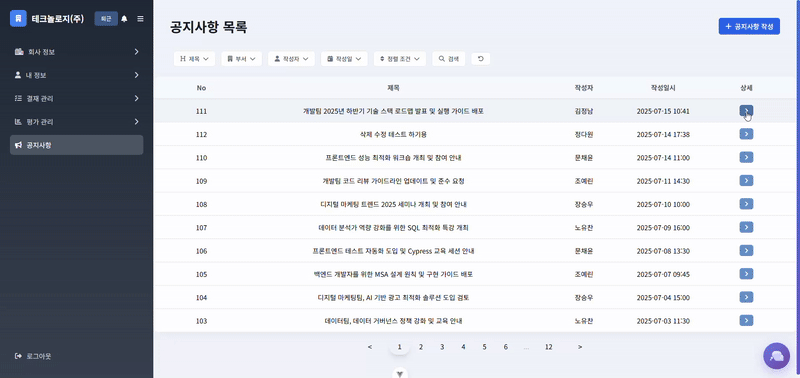 테크놀로지(주) 퇴근
회사 정보
내 정보
결재 관리
평가 관리
공지사항
로그아웃
공지사항 목록
+ 공지사항 작성
제목 부서 작성자 작성일 정렬 조건 검색
No 제목 작성자 작성일시 상세
111 개발팀 2025년 하반기 기술 스택 로드맵 발표 및 실행 가이드 배포 김정남 2025-07-15 10:41
112 삭제 수정 테스트 하기용 정다원 2025-07-14 17:38
110 프론트엔드 성능 최적화 워크숍 개최 및 참여 안내 문채윤 2025-07-14 11:00
109 개발팀 코드 리뷰 가이드라인 업데이트 및 준수 요청 조예린 2025-07-11 14:30
108 디지털 마케팅 트렌드 2025 세미나 개최 및 참여 안내 장승우 2025-07-10 10:00
107 데이터 분석가 역량 강화를 위한 SQL 최적화 특강 개최 노유찬 2025-07-09 16:00
106 프론트엔드 테스트 자동화 도입 및 Cypress 교육 세션 안내 문채윤 2025-07-08 13:30
105 백엔드 개발자를 위한 MSA 설계 원칙 및 구현 가이드 배포 조예린 2025-07-07 09:45
104 디지털 마케팅팀, AI 기반 광고 최적화 솔루션 도입 검토 장승우 2025-07-04 15:00
103 데이터팀, 데이터 거버넌스 정책 강화 및 교육 안내 노유찬 2025-07-03 11:30
< 1 2 3 4 5 6 ... 12 >